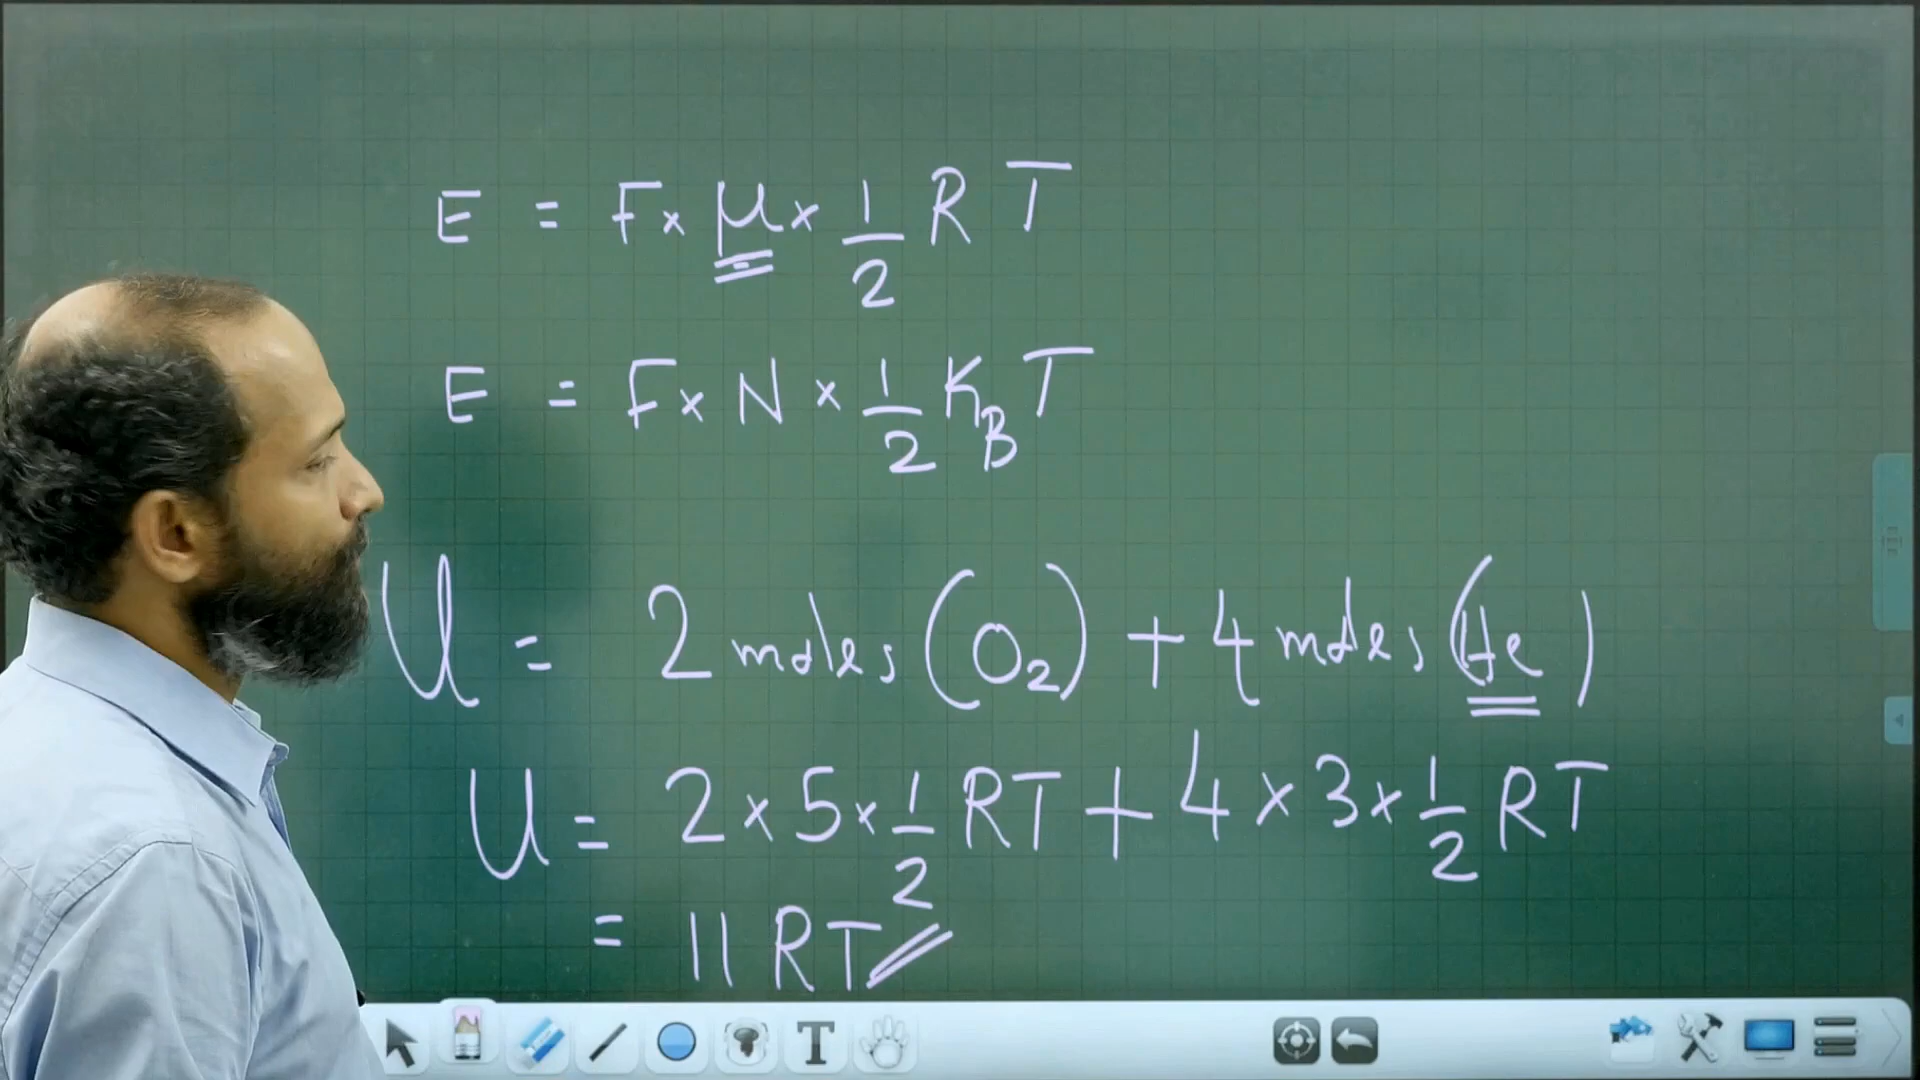 E = F × μ × 1/2 R T
E = F × N × 1/2 K_B T
U = 2 moles (O₂) + 4 moles (He)
U = 2 × 5 × 1/2 RT + 4 × 3 × 1/2 RT
= 11 RT
T